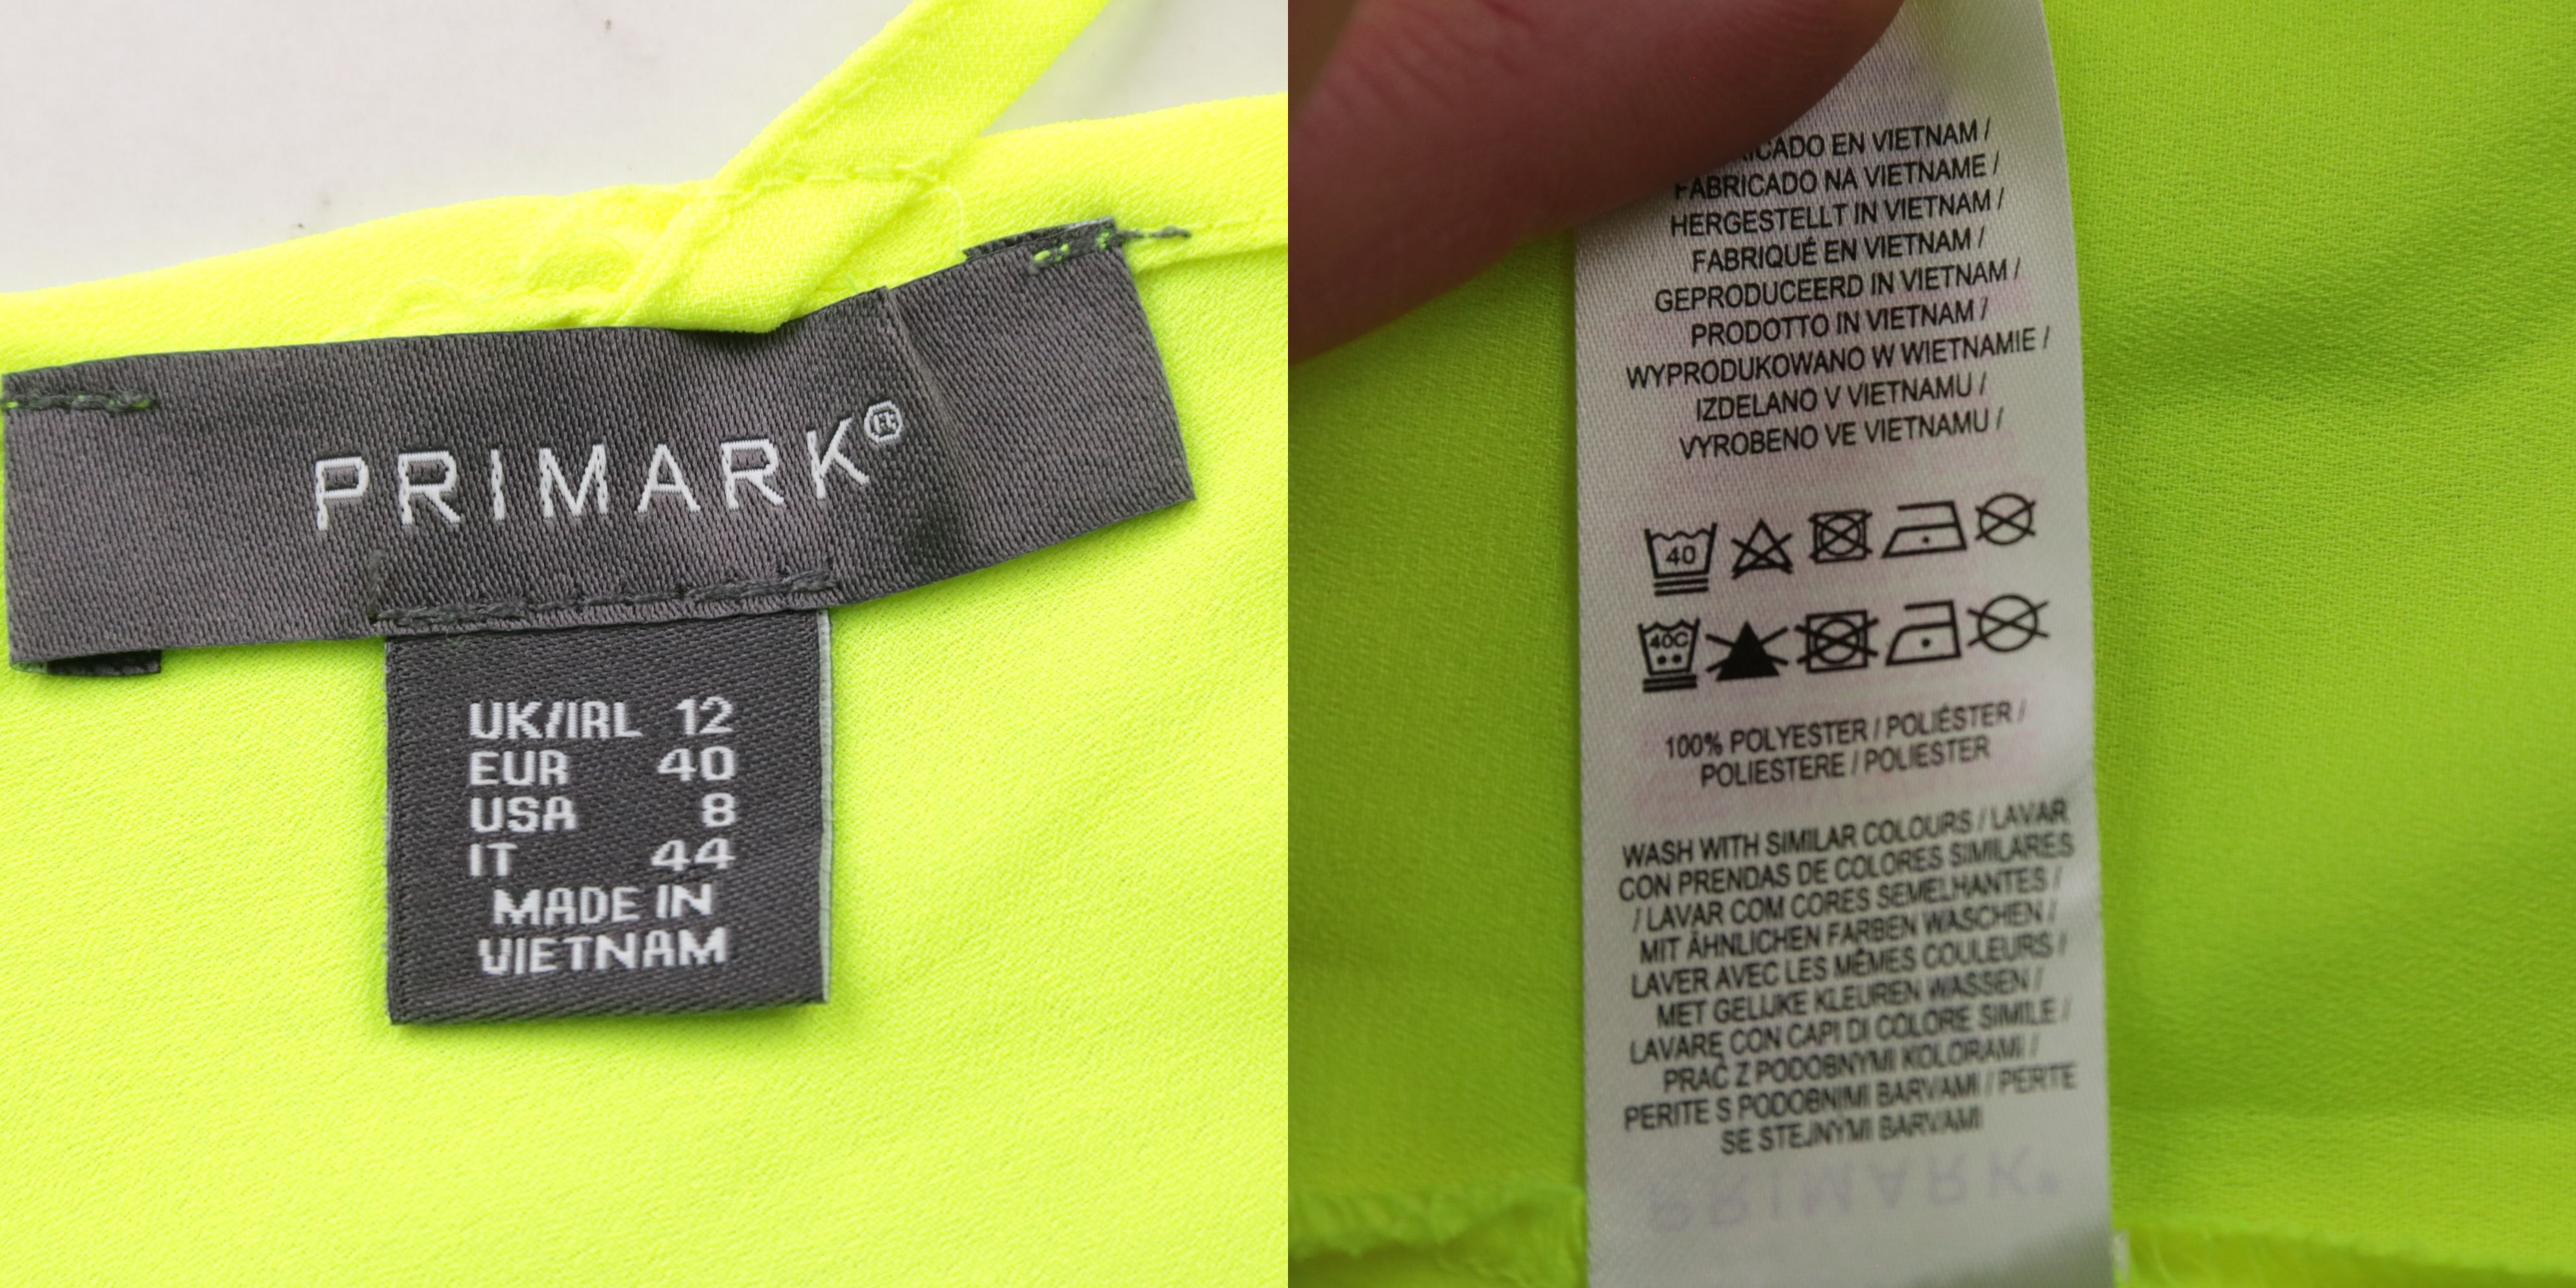 PRIMARK®
UK/IRL 12
EUR 40
USA 8
IT 44
MADE IN
VIETNAM
EN VIETNAM /
FABRICADO NA VIETNAME /
HERGESTELLT IN VIETNAM /
FABRIQUÉ EN VIETNAM /
GEPRODUCEERD IN VIETNAM /
PRODOTTO IN VIETNAM /
WYPRODUKOWANO W WIETNAMIE /
IZDELANO V VIETNAMU /
VYROBENO VE VIETNAMU /
40
40C
100% POLYESTER / POLIÉSTER /
POLIESTERE / POLIESTER
WASH WITH SIMILAR COLOURS / LAVAR
CON PRENDAS DE COLORES SIMILARES
/ LAVAR COM CORES SEMELHANTES /
MIT ÄHNLICHEN FARBEN WASCHEN /
LAVER AVEC LES MÊMES COULEURS /
MET GELIJKE KLEUREN WASSEN /
LAVARE CON CAPI DI COLORE SIMILE /
PRAĆ Z PODOBNYMI KOLORAMI /
PERITE S PODOBNIMI BARVAMI / PERTE
SE STEJNYMI BARVAMI
PRIMARK®